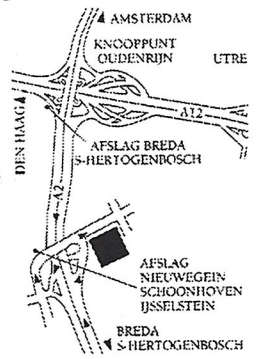 AMSTERDAM
KNOOPPUNT
OUDENRIJN
UTRE
A12
DEN HAAG
AFSLAG BREDA
S-HERTOGENBOSCH
A2
AFSLAG
NIEUWEGEIN
SCHOONHOVEN
IJSSELSTEIN
BREDA
S-HERTOGENBOSCH